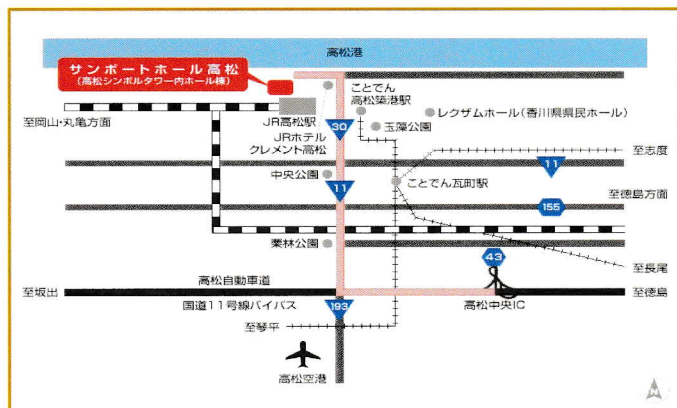 高松港
サンポートホール高松
(高松シンボルタワー内ホール棟)
ことでん
高松築港駅
レクザムホール(香川県県民ホール)
至岡山・丸亀方面
JR高松駅
30
玉藻公園
JRホテル
クレメント高松
至志度
中央公園
11
11
ことでん瓦町駅
至徳島方面
155
栗林公園
43
至長尾
高松自動車道
至坂出
至徳島
国道11号線バイパス
193
高松中央IC
至琴平
高松空港
N